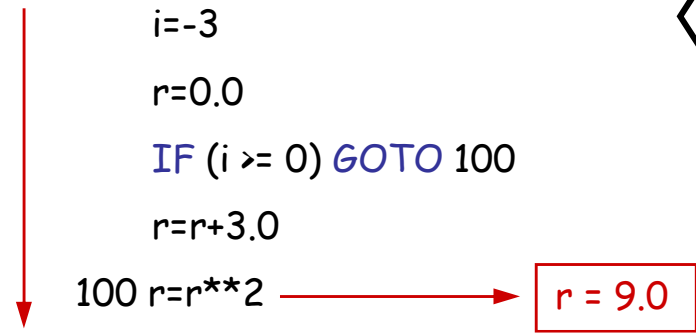 i=-3
r=0.0
IF (i >= 0) GOTO 100
r=r+3.0
100 r=r**2
r = 9.0